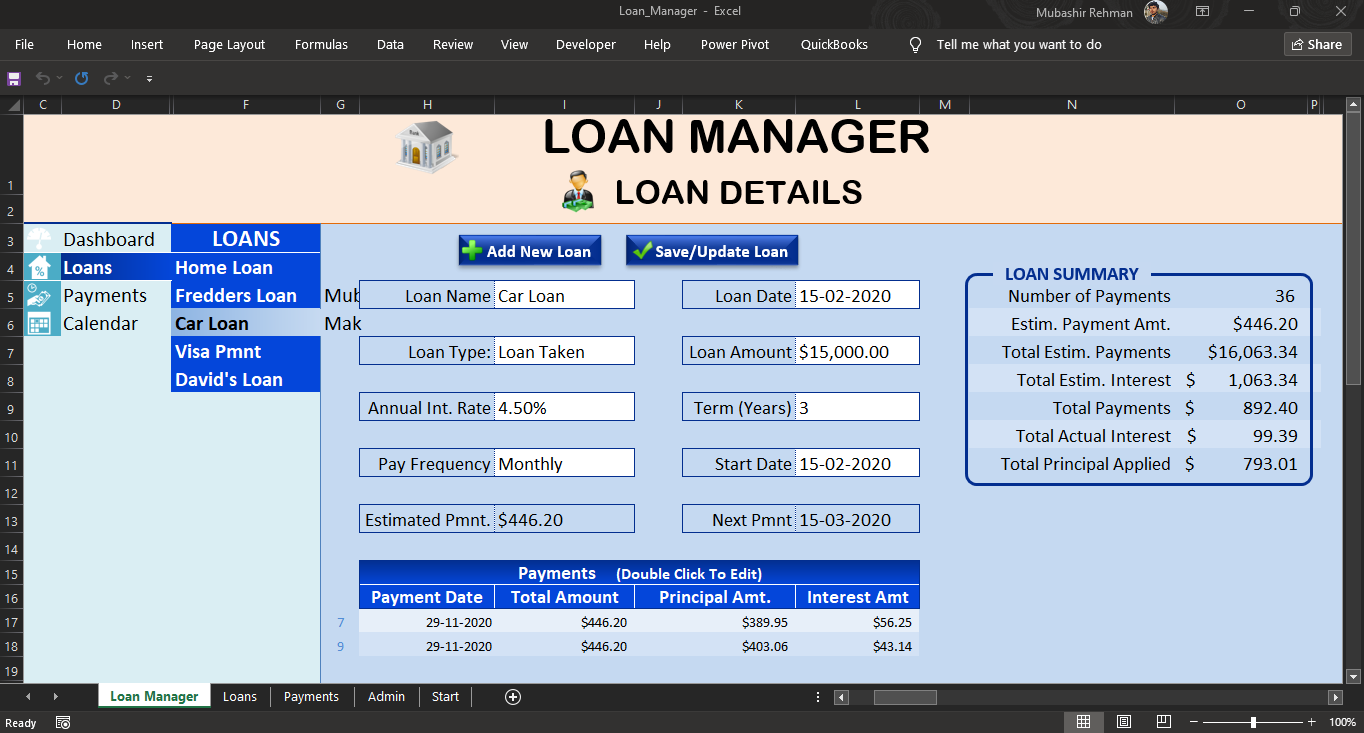 Loan_Manager - Excel
Mubashir Rehman
File Home Insert Page Layout Formulas Data Review View Developer Help Power Pivot QuickBooks Tell me what you want to do Share
C D F G H I J K L M N O P
1
LOAN MANAGER
2
LOAN DETAILS
3 Dashboard LOANS
Add New Loan Save/Update Loan
4 % Loans Home Loan
LOAN SUMMARY
5 Payments Fredders Loan Mub Loan Name Car Loan Loan Date 15-02-2020 Number of Payments 36
6 Calendar Car Loan Mak Estim. Payment Amt. $446.20
7 Visa Pmnt Loan Type: Loan Taken Loan Amount $15,000.00 Total Estim. Payments $16,063.34
8 David's Loan Total Estim. Interest $ 1,063.34
9 Annual Int. Rate 4.50% Term (Years) 3 Total Payments $ 892.40
10 Total Actual Interest $ 99.39
11 Pay Frequency Monthly Start Date 15-02-2020 Total Principal Applied $ 793.01
12
13 Estimated Pmnt. $446.20 Next Pmnt 15-03-2020
14
15 Payments (Double Click To Edit)
16 Payment Date Total Amount Principal Amt. Interest Amt
17 7 29-11-2020 $446.20 $389.95 $56.25
18 9 29-11-2020 $446.20 $403.06 $43.14
19
Loan Manager Loans Payments Admin Start
Ready 100%